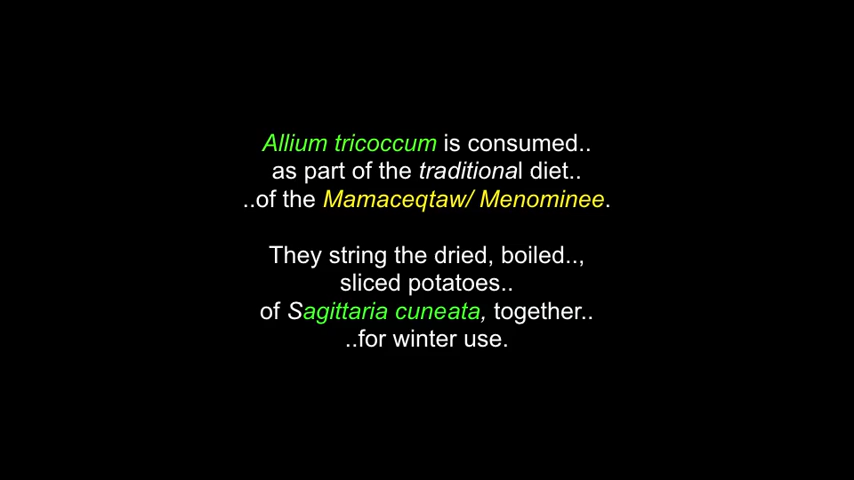 Allium tricoccum is consumed..
as part of the traditional diet..
..of the Mamaceqtaw/ Menominee.
They string the dried, boiled..,
sliced potatoes..
of Sagittaria cuneata, together..
..for winter use.